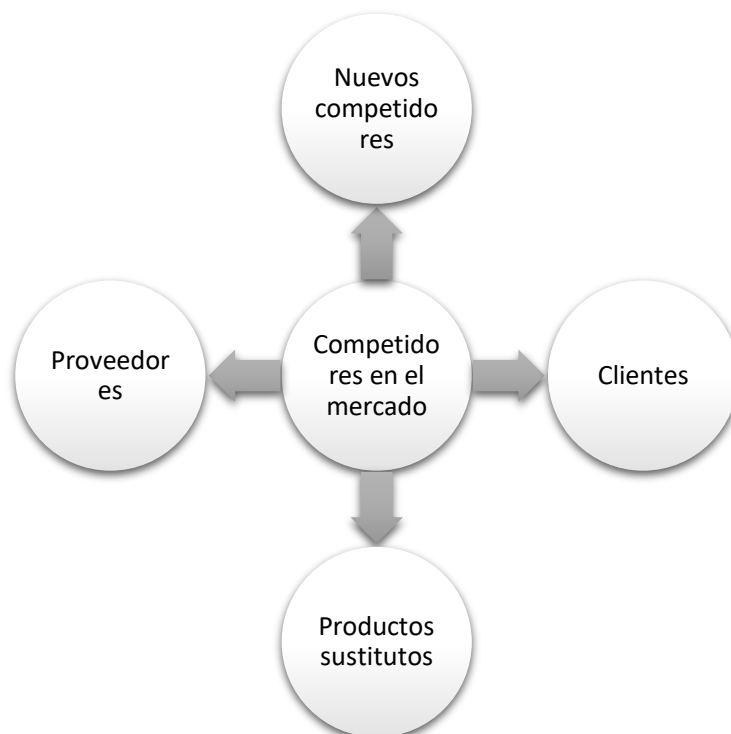 Nuevos
competido
res
Proveedor
es
Competido
res en el
mercado
Clientes
Productos
sustitutos